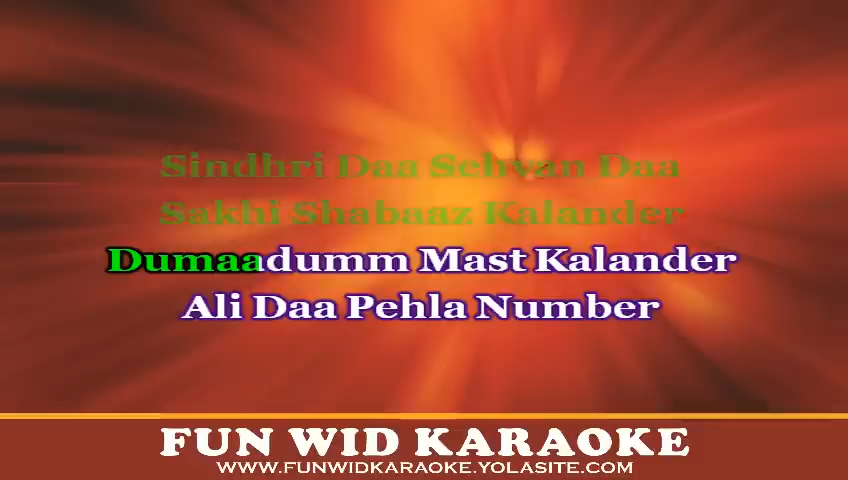 Sindhri Daa Sehvan Daa
Sakhi Shabaaz Kalander
Dumaadumm Mast Kalander
Ali Daa Pehla Number
FUN WID KARAOKE
WWW.FUNWIDKARAOKE.YOLASITE.COM